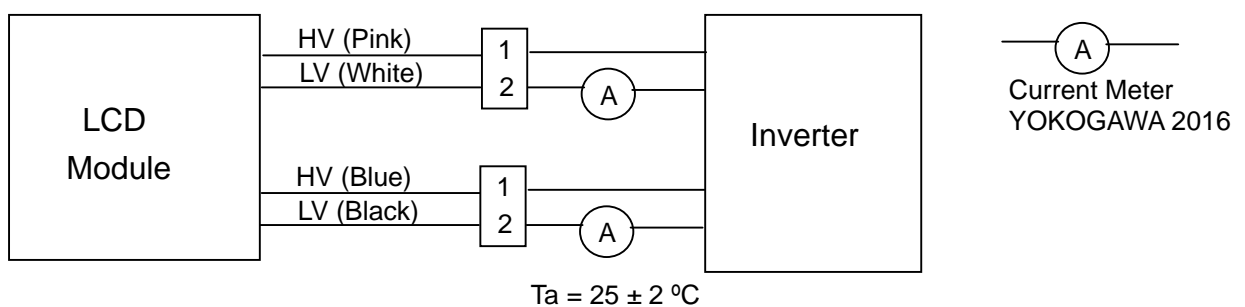 HV (Pink)
LV (White)
1
2
A
LCD
Module
HV (Blue)
LV (Black)
1
2
A
Inverter
A
Current Meter
YOKOGAWA 2016
Ta = 25 ± 2 ºC